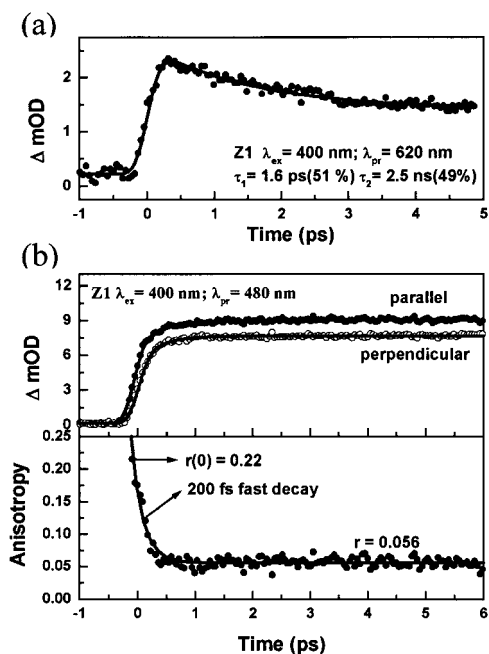 (a)
2
1
0
Δ mOD
Z1 λex= 400 nm; λpr= 620 nm
τ1= 1.6 ps(51 %) τ2= 2.5 ns(49%)
-1 0 1 2 3 4 5
Time (ps)
(b)
12
9
6
3
0
Δ mOD
Z1 λex= 400 nm; λpr= 480 nm
parallel
perpendicular
0.25
0.20
0.15
0.10
0.05
0.00
Anisotropy
r(0) = 0.22
200 fs fast decay
r = 0.056
-1 0 1 2 3 4 5 6
Time (ps)